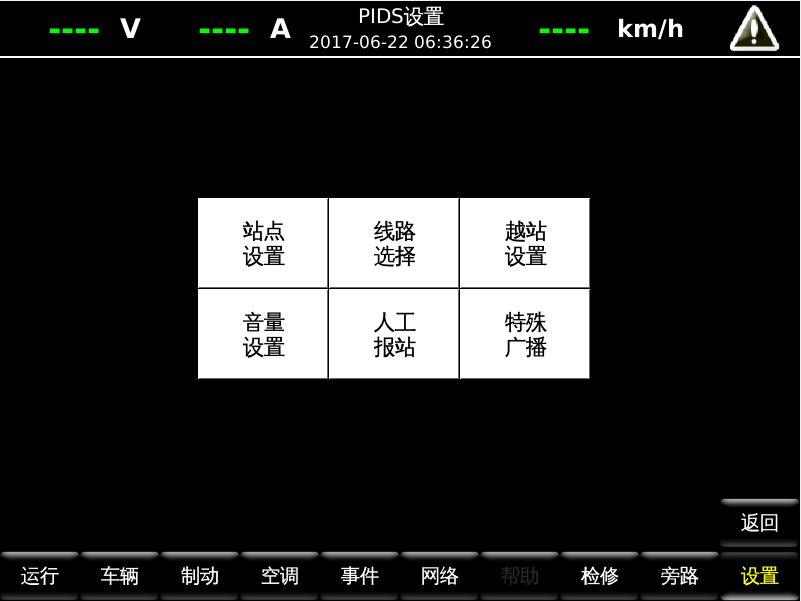 PIDS设置
---- V ---- A 2017-06-22 06:36:26 ---- km/h
站点 线路 越站
设置 选择 设置
音量 人工 特殊
设置 报站 广播
返回
运行 车辆 制动 空调 事件 网络 帮助 检修 旁路 设置